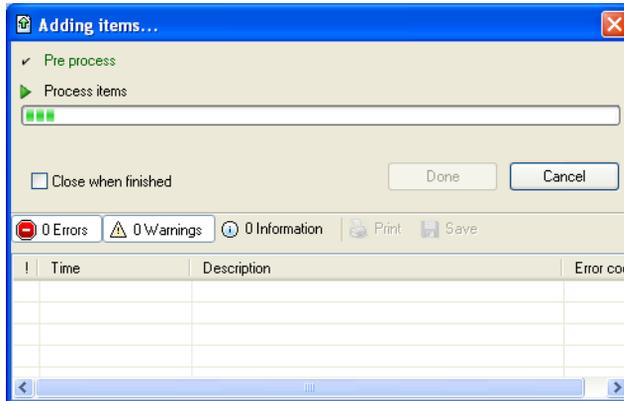 Adding items...
Pre process
Process items
Close when finished Done Cancel
0 Errors 0 Warnings 0 Information Print Save
! Time Description Error co